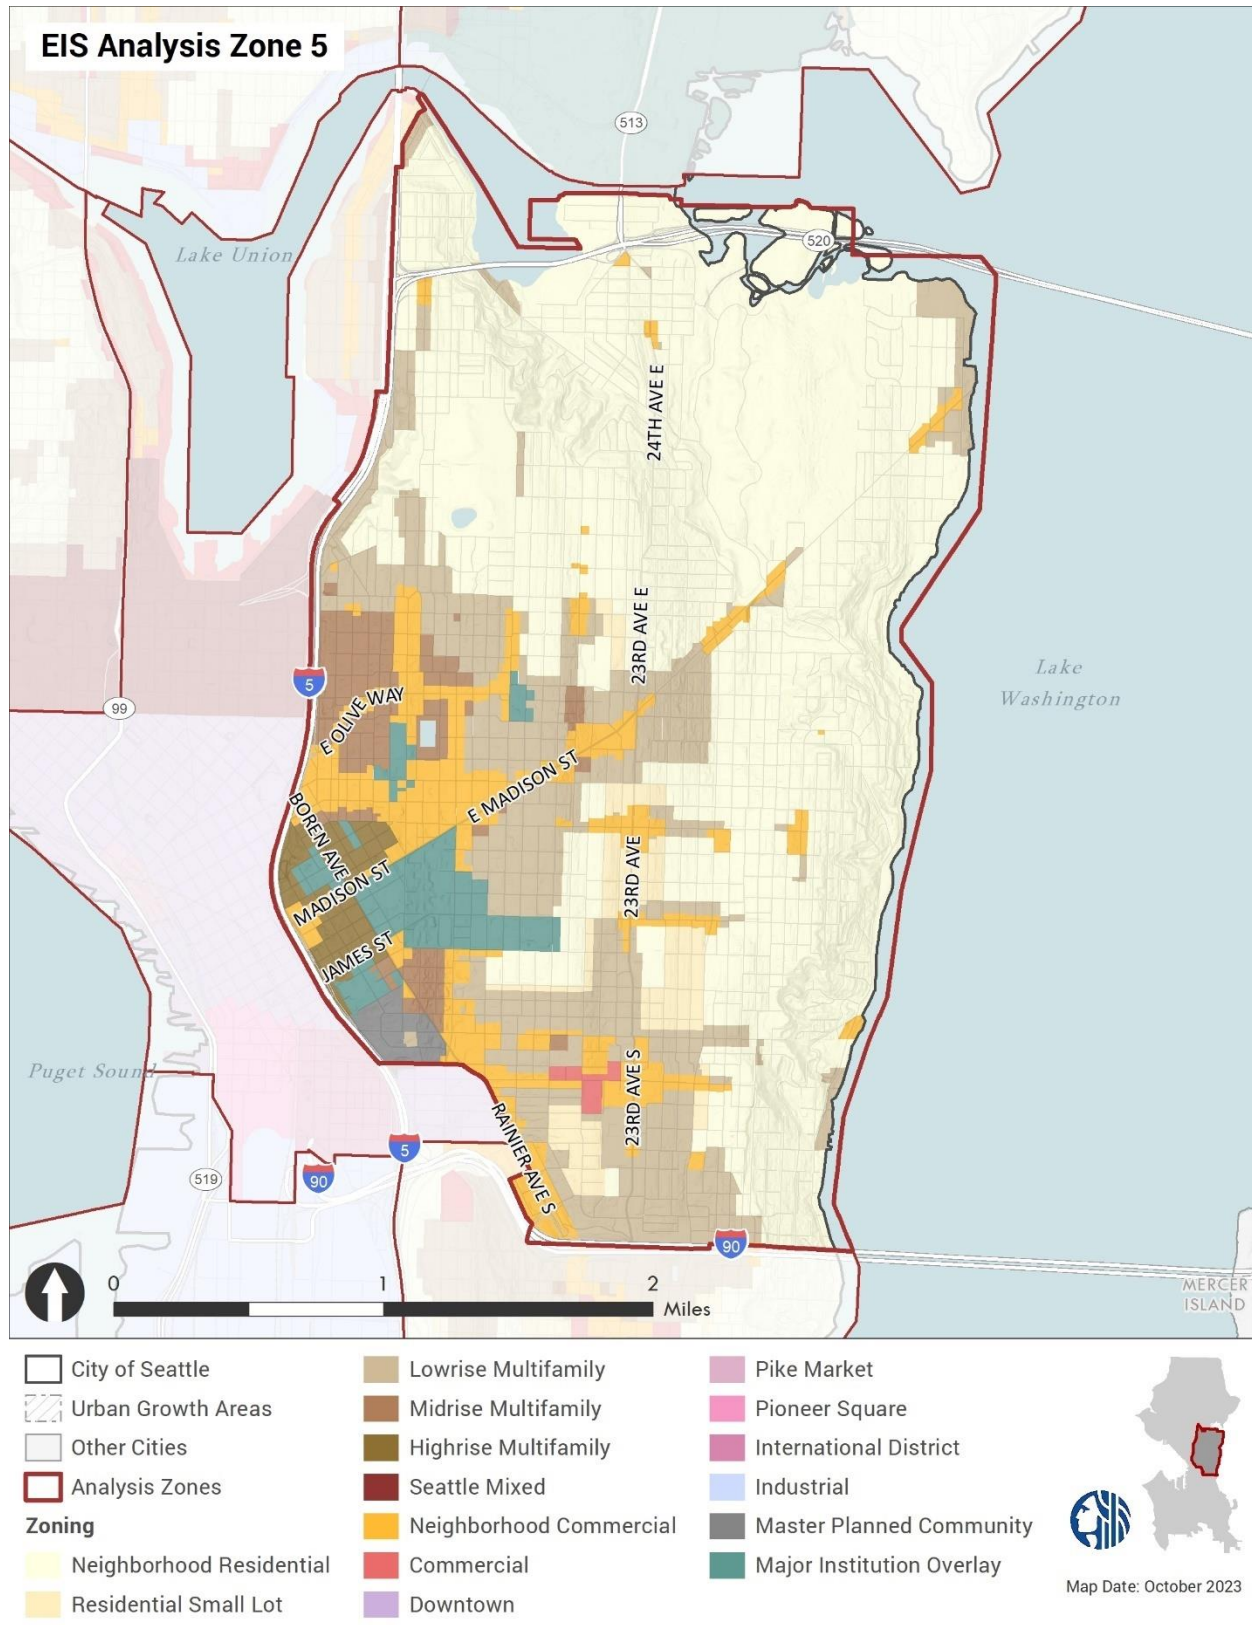 EIS Analysis Zone 5
513
520
Lake Union
24TH AVE E
23RD AVE E
5
99
E OLIVE WAY
Lake
Washington
E MADISON ST
BOREN AVE
MADISON ST
23RD AVE
JAMES ST
Puget Sound
23RD AVE S
RAINIER AVE S
5
519
90
90
0 1 2
Miles
MERCER
ISLAND
City of Seattle
Urban Growth Areas
Other Cities
Analysis Zones
Zoning
Neighborhood Residential
Residential Small Lot
Lowrise Multifamily
Midrise Multifamily
Highrise Multifamily
Seattle Mixed
Neighborhood Commercial
Commercial
Downtown
Pike Market
Pioneer Square
International District
Industrial
Master Planned Community
Major Institution Overlay
Map Date: October 2023